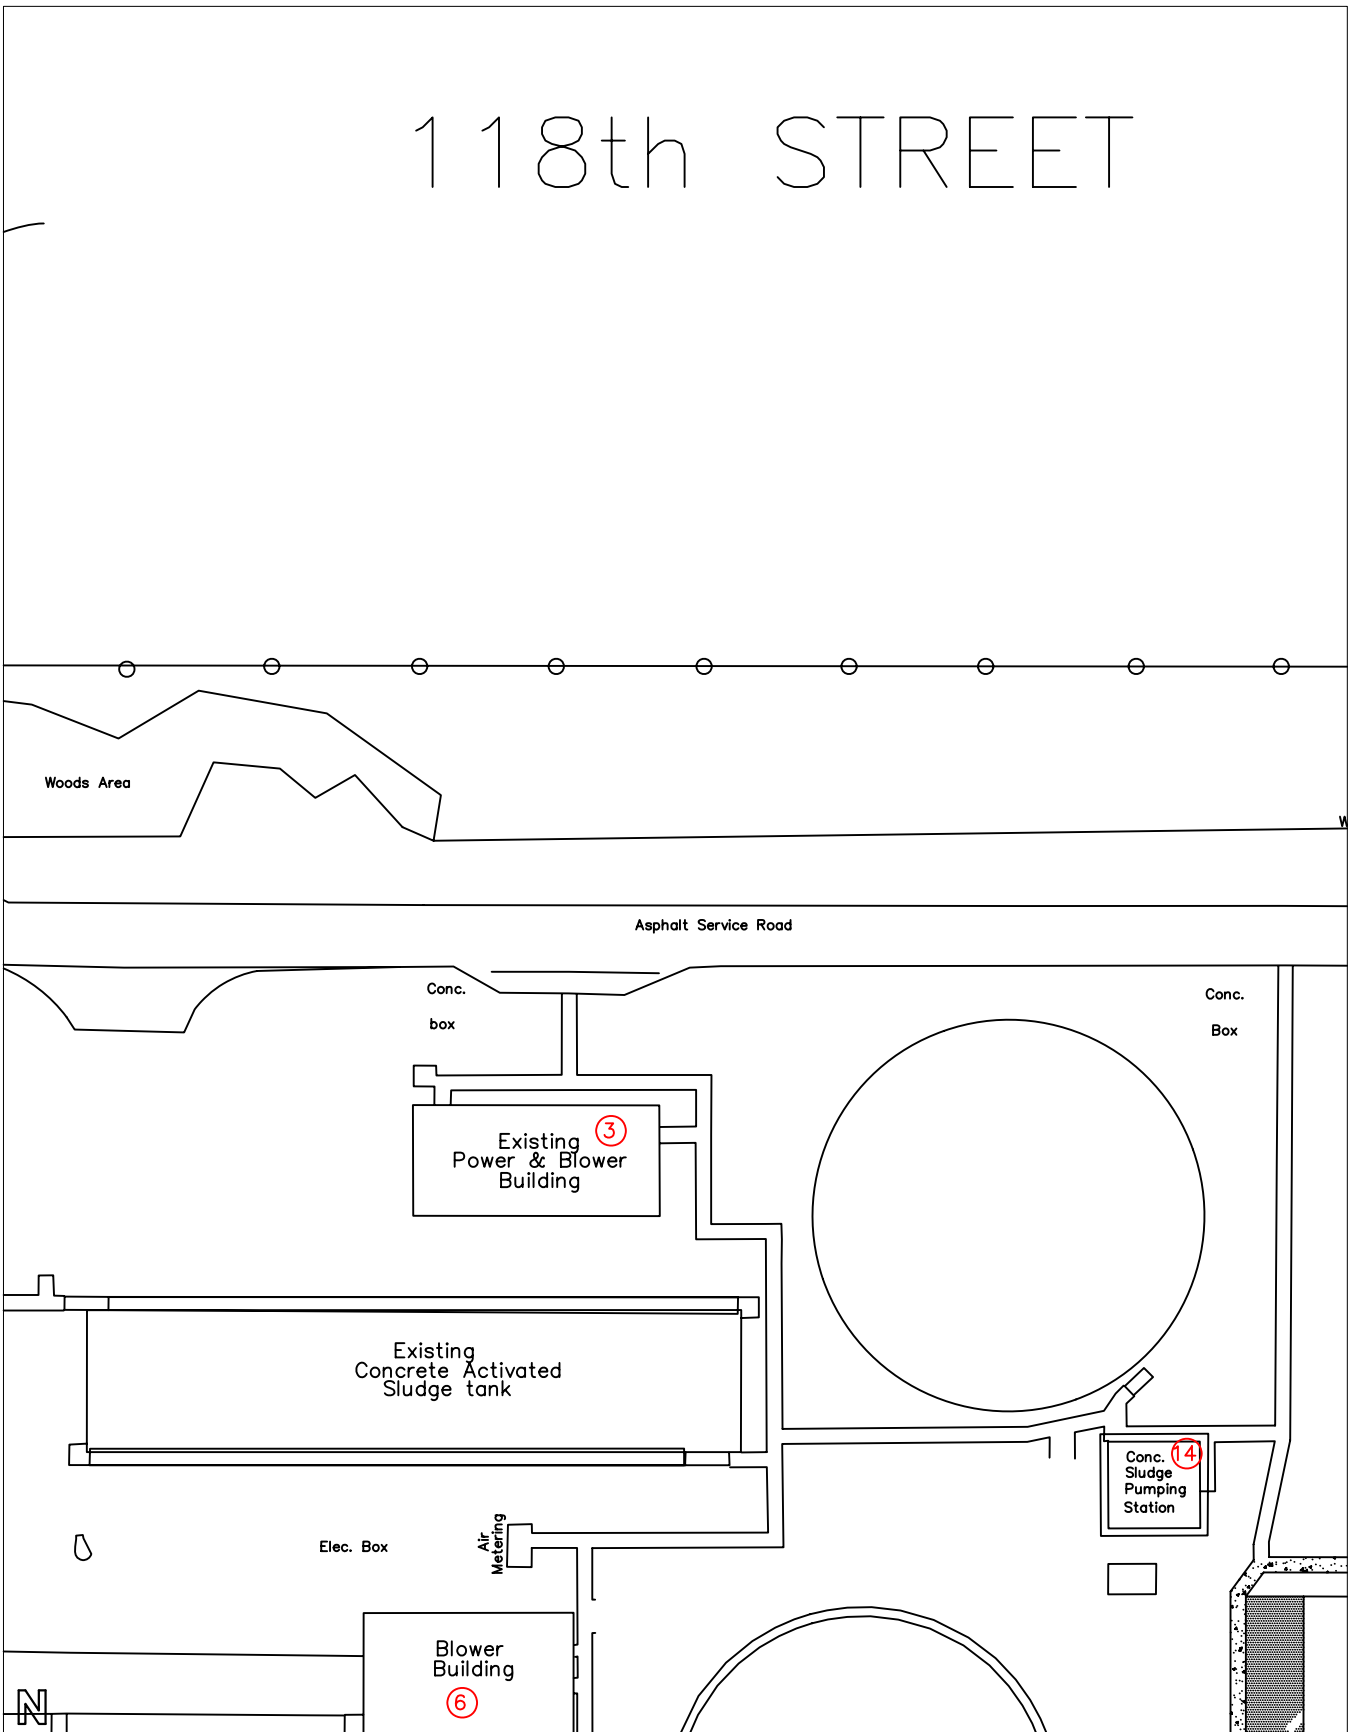 118th STREET
Woods Area
W
Asphalt Service Road
Conc.
box
Conc.
Box
3
Existing
Power & Blower
Building
Existing
Concrete Activated
Sludge tank
14
Conc.
Sludge
Pumping
Station
Air
Metering
Elec. Box
Blower
Building
6
N